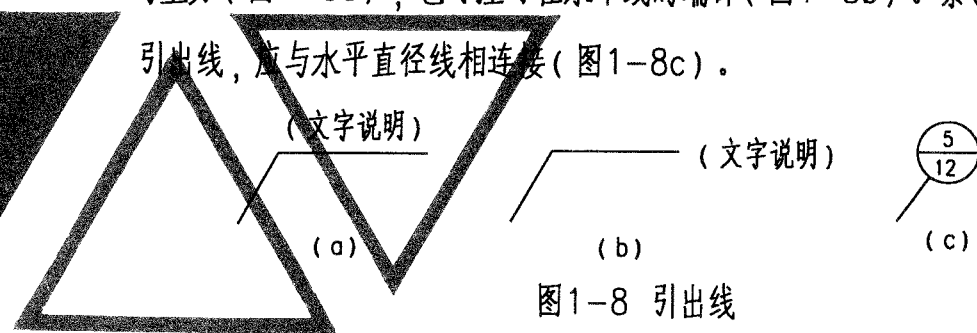 引出线，应与水平直径线相连接(图1-8c)。
(文字说明)
(文字说明)
5
12
(a)
(b)
(c)
图1-8 引出线